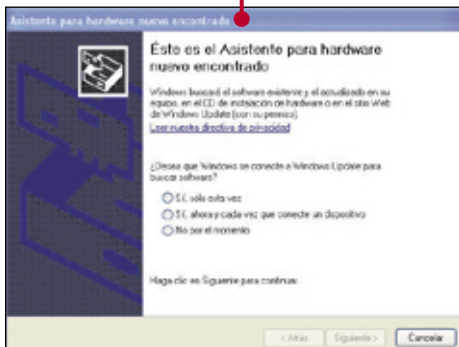 Asistente para hardware nuevo encontrado
Éste es el Asistente para hardware
nuevo encontrado
Windows buscará el software existente y el actualizado en su
equipo, en el CD de instalación de hardware o en el sitio Web
de Windows Update (con su permiso).
Leer nuestra directiva de privacidad
¿Desea que Windows se conecte a Windows Update para
buscar software?
Sí, sólo esta vez
Sí, ahora y cada vez que conecte un dispositivo
No por el momento
Haga clic en Siguiente para continuar.
< Atrás
Siguiente >
Cancelar